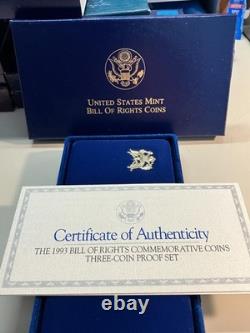 UNITED STATES MINT
BILL OF RIGHTS COINS
Certificate of Authenticity
THE 1993 BILL OF RIGHTS COMMEMORATIVE COINS
THREE-COIN PROOF SET